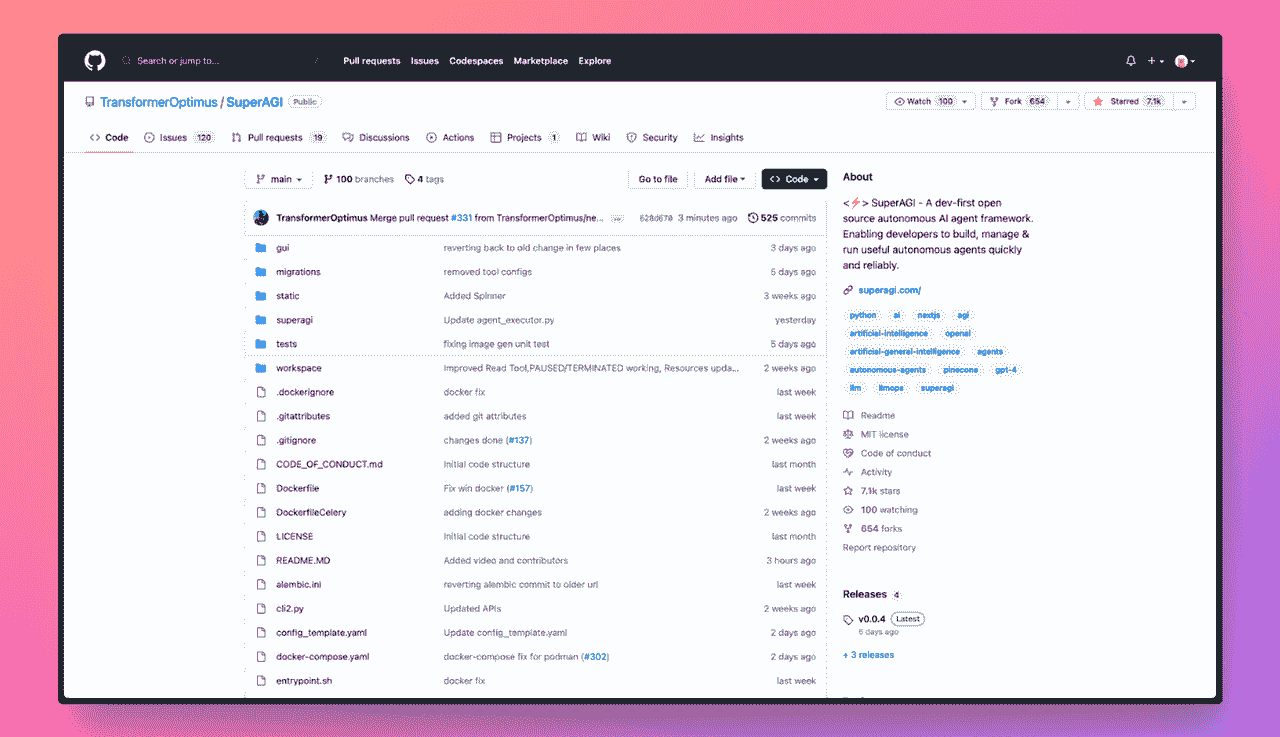 Search or jump to... / Pull requests Issues Codespaces Marketplace Explore
TransformerOptimus / SuperAGI Public Watch 100 Fork 654 Starred 7.1k
Code Issues 120 Pull requests 19 Discussions Actions Projects 1 Wiki Security Insights
main 100 branches 4 tags Go to file Add file Code
TransformerOptimus Merge pull request #331 from TransformerOptimus/ne... 3 minutes ago 525 commits
gui reverting back to old change in few places 3 days ago
migrations removed tool configs 5 days ago
static Added Spinner 3 weeks ago
superagi Update agent_executor.py yesterday
tests fixing image gen unit test 5 days ago
workspace Improved Read Tool,PAUSED/TERMINATED working, Resources upda... 2 weeks ago
.dockerignore docker fix last week
.gitattributes added git attributes last week
.gitignore changes done (#137) 2 weeks ago
CODE_OF_CONDUCT.md Initial code structure last month
Dockerfile Fix win docker (#157) last week
DockerfileCelery adding docker changes 2 weeks ago
LICENSE Initial code structure last month
README.MD Added video and contributors 3 hours ago
alembic.ini reverting alembic commit to older url last week
cli2.py Updated APIs 2 weeks ago
config_template.yaml Update config_template.yaml 2 days ago
docker-compose.yaml docker-compose fix for podman (#302) 2 days ago
entrypoint.sh docker fix last week
About
<⚡> SuperAGI - A dev-first open
source autonomous AI agent framework.
Enabling developers to build, manage &
run useful autonomous agents quickly
and reliably.
superagi.com/
python ai nextjs agi
artificial-intelligence openai
artificial-general-intelligence agents
autonomous-agents pinecone gpt-4
llm llmops superagi
Readme
MIT license
Code of conduct
Activity
7.1k stars
100 watching
654 forks
Report repository
Releases 4
v0.0.4 Latest
5 days ago
+ 3 releases